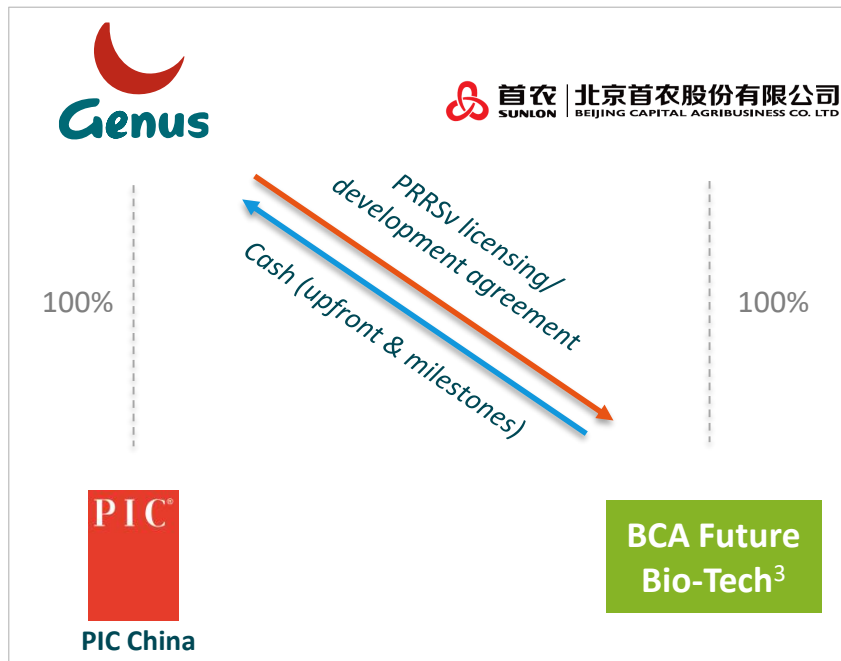 Genus
首农 北京首农股份有限公司
SUNLON BEIJING CAPITAL AGRIBUSINESS CO. LTD
PRRSv licensing/
development agreement
Cash (upfront & milestones)
100%
100%
PIC®
PIC China
BCA Future
Bio-Tech³